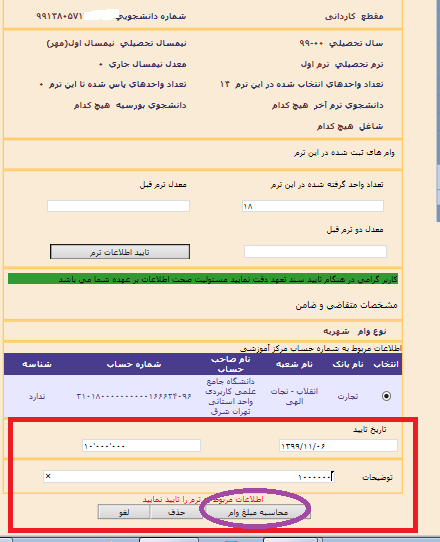 مقطع کاردانی شماره دانشجویی ۹۹۱۳۸۰۵۷۱
سال تحصیلی ۰۰-۹۹ نیمسال تحصیلی نیمسال اول(مهر)
ترم تحصیلی ترم اول معدل نیمسال جاری ۰
تعداد واحدهای انتخاب شده در این ترم ۱۴ تعداد واحدهای پاس شده تا این ترم ۰
دانشجوی ترم آخر هیچ کدام دانشجوی بورسیه هیچ کدام
شاغل هیچ کدام
وام های ثبت شده در این ترم
تعداد واحد گرفته شده در این ترم معدل ترم قبل
۱۸
معدل دو ترم قبل
تایید اطلاعات ترم
کاربر گرامی در هنگام تایید سند تعهد دقت نمایید مسئولیت صحت اطلاعات بر عهده شما می باشد
مشخصات متقاضی و ضامن
نوع وام شهریه
اطلاعات مربوط به شماره حساب مرکز آموزشی
انتخاب نام بانک نام شعبه نام صاحب حساب شماره حساب شناسه
تجارت انقلاب - نجات الهی دانشگاه جامع علمی کاربردی واحد استانی تهران شرق ندارد
تاریخ تایید
۱۳۹۹/۱۱/۰۶ ۱۰'۰۰۰'۰۰۰
توضیحات ۱۰۰۰۰۰۰ ×
اطلاعات مربوط به ترم را تایید نمایید
محاسبه مبلغ وام حذف لغو